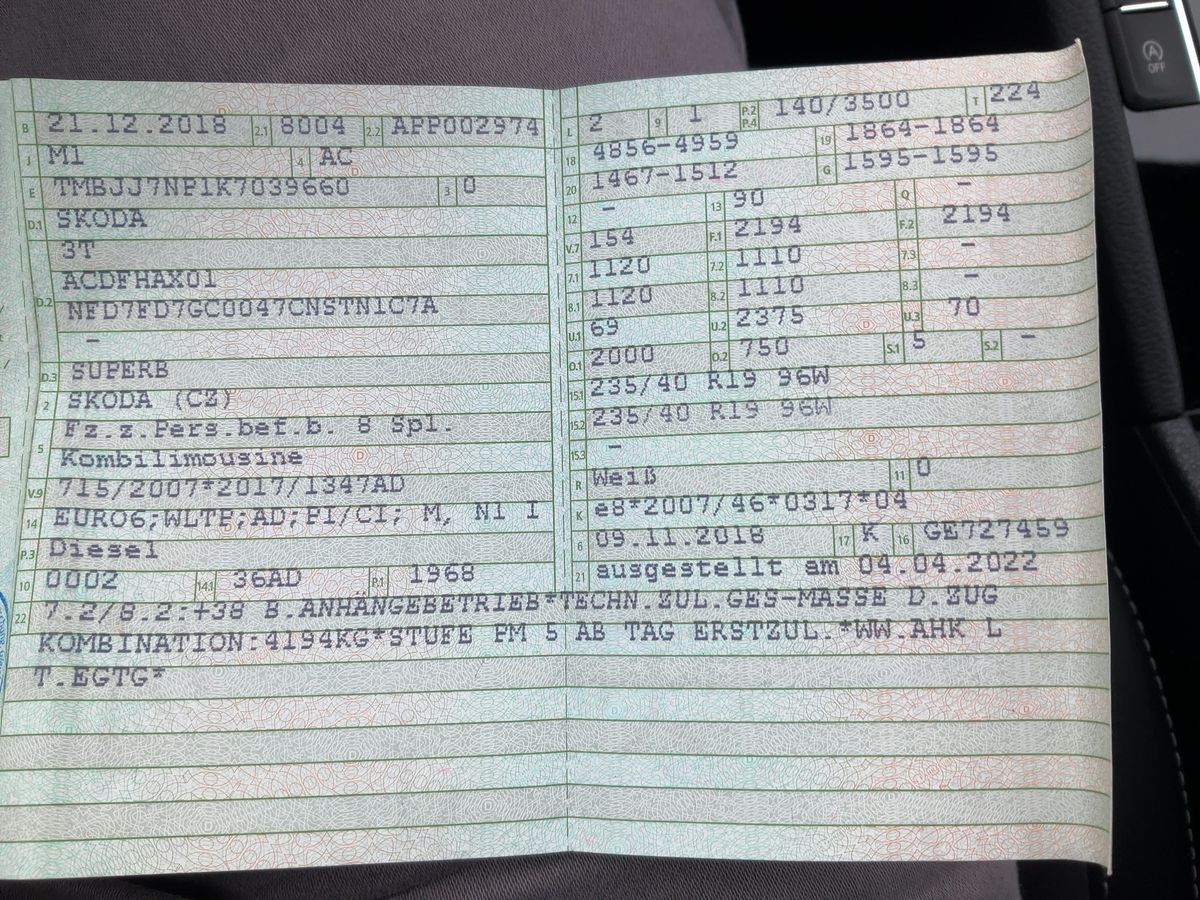 B 21.12.2018 2.1 8004 2.2 APP002974
J M1 4 AC
E TMBJJ7NP1K7039660 3 0
D.1 SKODA
3T
ACDFHAX01
D.2 NFD7FD7GC0047CNSTN1C7A
–
D.3 SUPERB
2 SKODA (CZ)
Fz.z.Pers.bef.b. 8 Spl.
5 Kombilimousine
V.9 715/2007*2017/1347AD
14 EURO6;WLTP;AD;PI/CI; M, N1 I
P.3 Diesel
10 0002 14.1 36AD P.1 1968
L 2 9 1 P.2 P.4 140/3500 T 224
18 4856-4959 19 1864-1864
20 1467-1512 G 1595-1595
12 – 13 90 Q –
V.7 154 F.1 2194 F.2 2194
7.1 1120 7.2 1110 7.3 –
8.1 1120 8.2 1110 8.3 –
U.1 69 U.2 2375 U.3 70
O.1 2000 O.2 750 S.1 5 S.2 –
15.1 235/40 R19 96W
15.2 235/40 R19 96W
15.3 –
R Weiß 11 0
K e8*2007/46*0317*04
6 09.11.2018 17 K 16 GE727459
21 ausgestellt am 04.04.2022
22 7.2/8.2:+38 B.ANHÄNGEBETRIEB*TECHN.ZUL.GES-MASSE D.ZUG
KOMBINATION:4194KG*STUFE PM 5 AB TAG ERSTZUL.*WW.AHK L
T.EGTG*
A
OFF